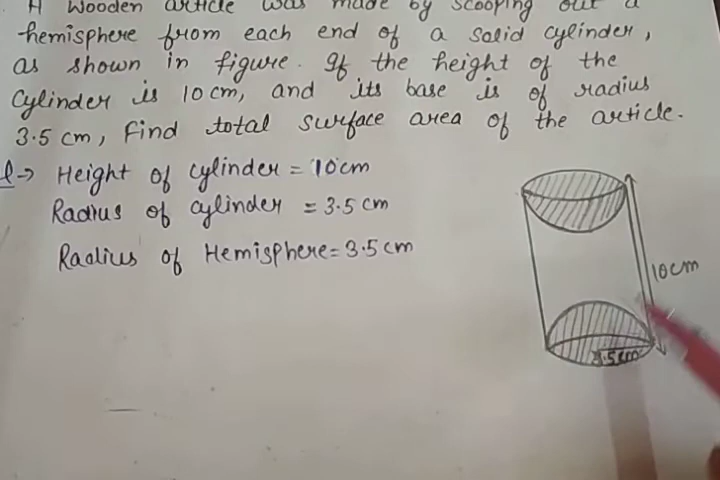 A Wooden article was made by scooping out a
hemisphere from each end of a solid cylinder,
as shown in figure. If the height of the
Cylinder is 10 cm, and its base is of radius
3.5 cm, Find total surface area of the article.
Height of cylinder = 10cm
Radius of cylinder = 3.5 cm
Radius of Hemisphere = 3.5 cm
10cm
3.5cm